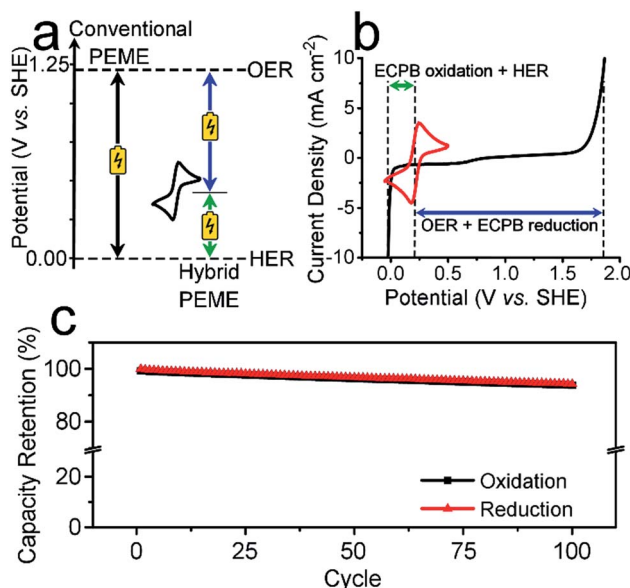 a
Conventional
PEME
1.25
OER
Potential (V vs. SHE)
0.00
HER
Hybrid
PEME
b
10
ECPB oxidation + HER
5
0
-5
OER + ECPB reduction
-10
Current Density (mA cm⁻²)
0.0 0.5 1.0 1.5 2.0
Potential (V vs. SHE)
c
Capacity Retention (%)
100
80
20
0
Oxidation
Reduction
0 25 50 75 100
Cycle